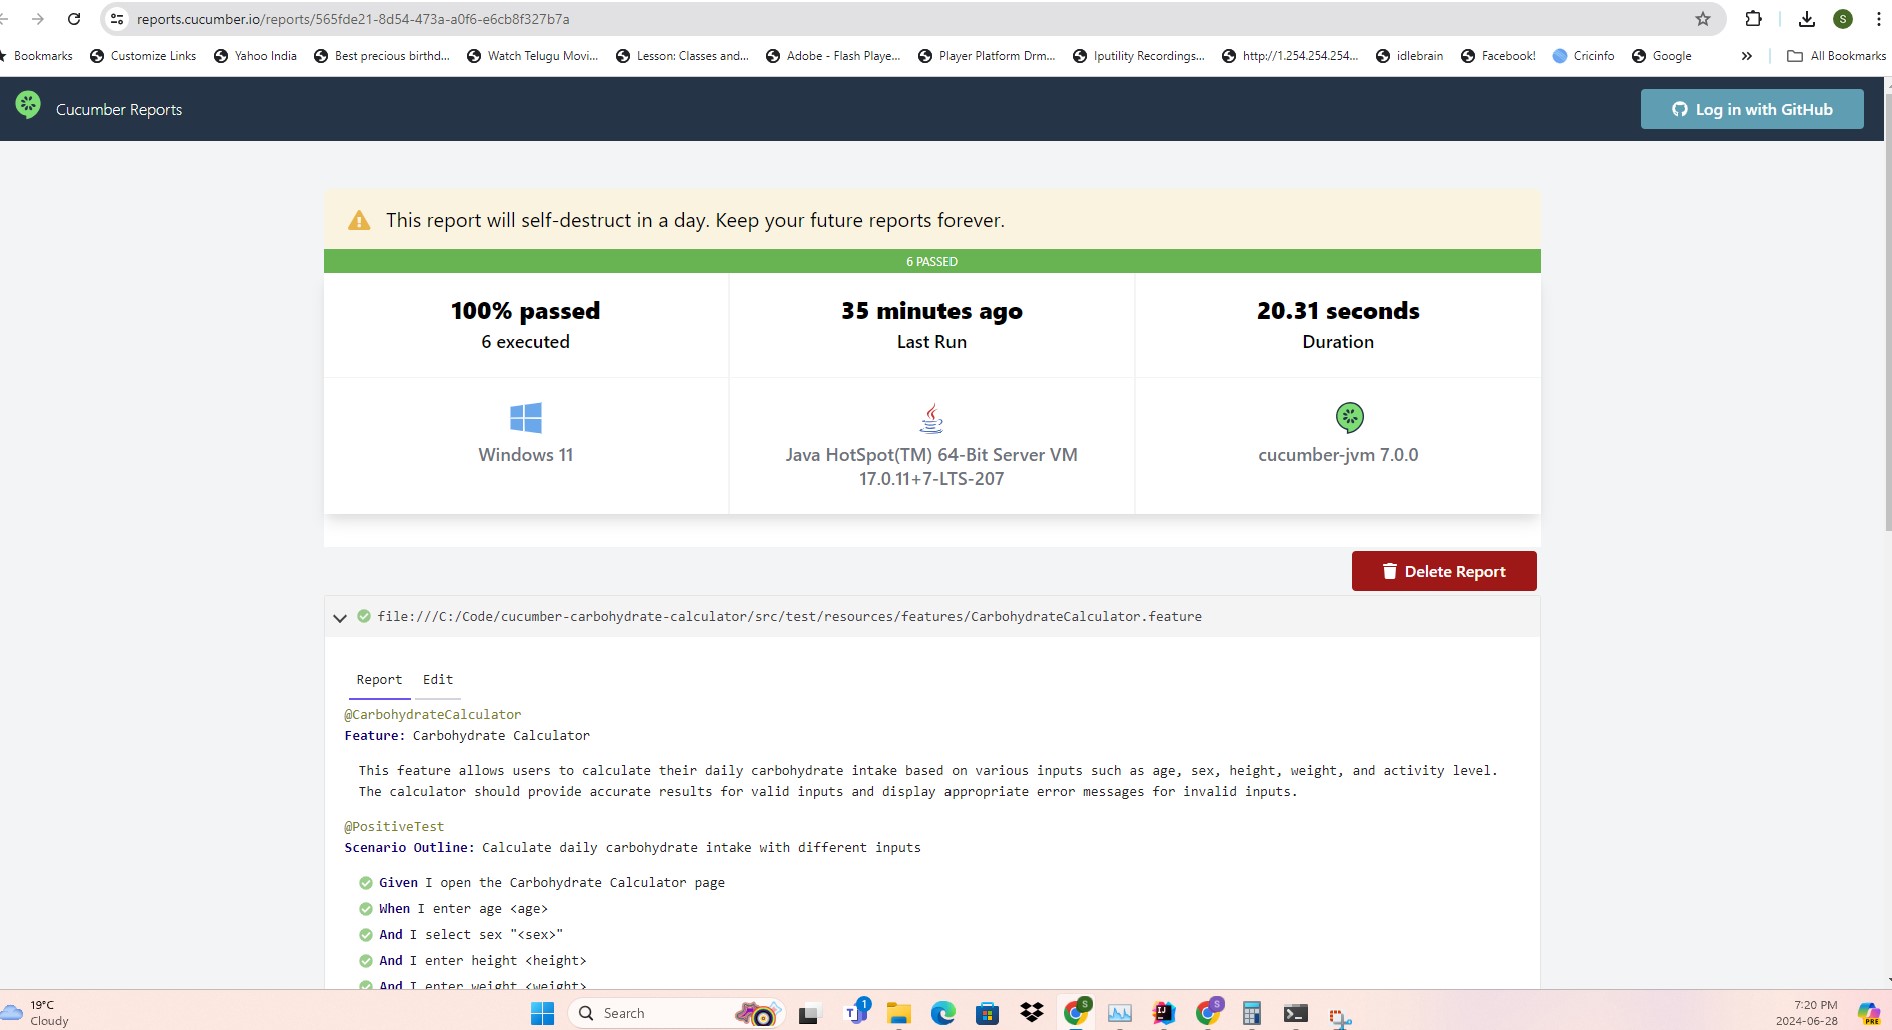 reports.cucumber.io/reports/565fde21-8d54-473a-a0f6-e6cb8f327b7a
S
Bookmarks
Customize Links
Yahoo India
Best precious birthd...
Watch Telugu Movi...
Lesson: Classes and...
Adobe - Flash Playe...
Player Platform Drm...
Iputility Recordings...
http://1.254.254.254...
idlebrain
Facebook!
Cricinfo
Google
All Bookmarks
Cucumber Reports
Log in with GitHub
This report will self-destruct in a day. Keep your future reports forever.
6 PASSED
100% passed
6 executed
35 minutes ago
Last Run
20.31 seconds
Duration
Windows 11
Java HotSpot(TM) 64-Bit Server VM
17.0.11+7-LTS-207
cucumber-jvm 7.0.0
Delete Report
file:///C:/Code/cucumber-carbohydrate-calculator/src/test/resources/features/CarbohydrateCalculator.feature
Report
Edit
@CarbohydrateCalculator
Feature: Carbohydrate Calculator
This feature allows users to calculate their daily carbohydrate intake based on various inputs such as age, sex, height, weight, and activity level.
The calculator should provide accurate results for valid inputs and display appropriate error messages for invalid inputs.
@PositiveTest
Scenario Outline: Calculate daily carbohydrate intake with different inputs
Given I open the Carbohydrate Calculator page
When I enter age <age>
And I select sex "<sex>"
And I enter height <height>
And I enter weight <weight>
19°C
Cloudy
Search
1
S
S
7:20 PM
2024-06-28
PRE